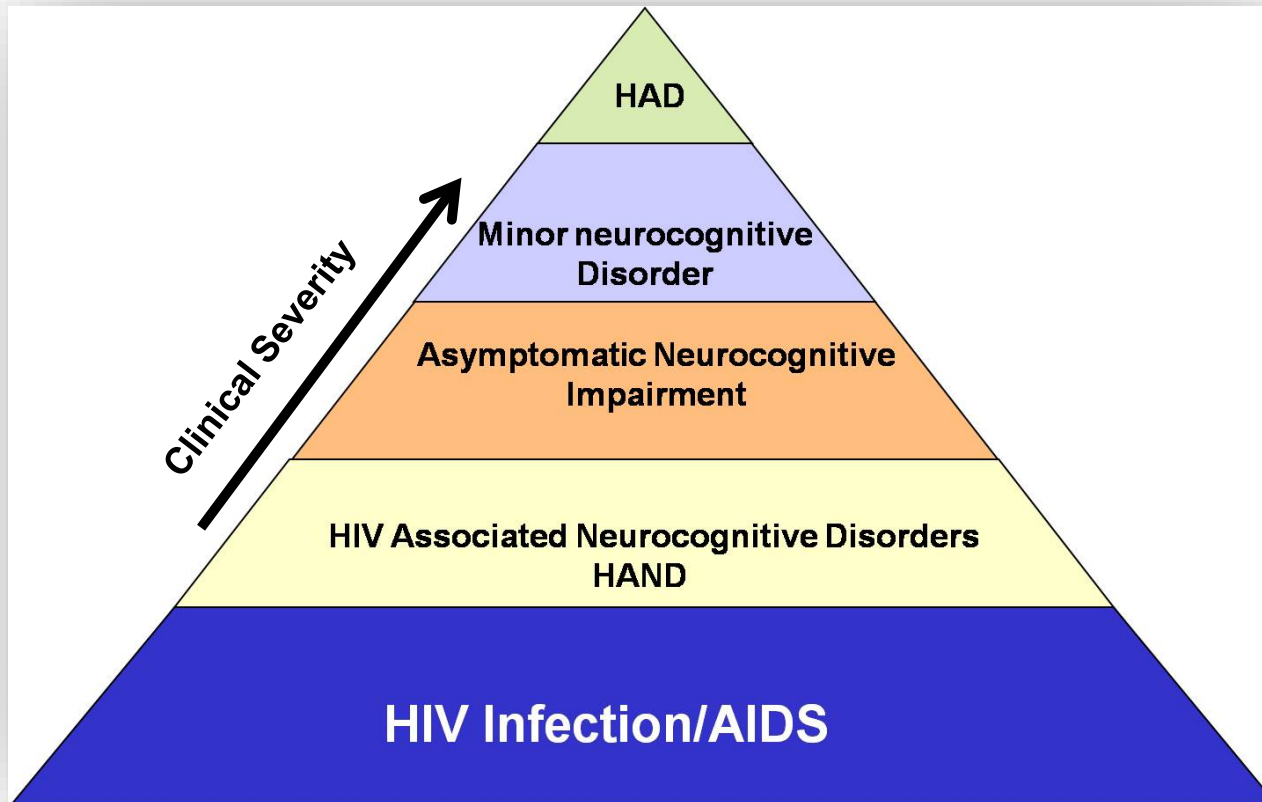 HAD
Minor neurocognitive
Disorder
Clinical Severity
Asymptomatic Neurocognitive
Impairment
HIV Associated Neurocognitive Disorders
HAND
HIV Infection/AIDS